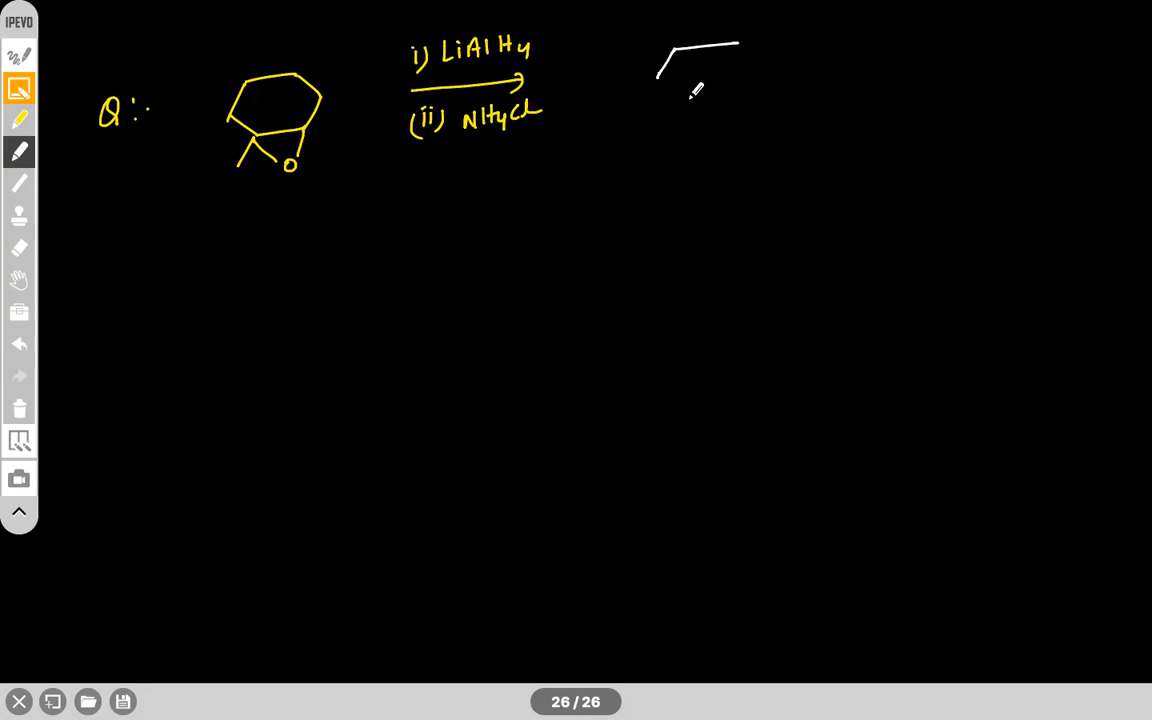 IPEVO
i) LiAlH4
Q:-
O
(ii) NH4Cl
26 / 26